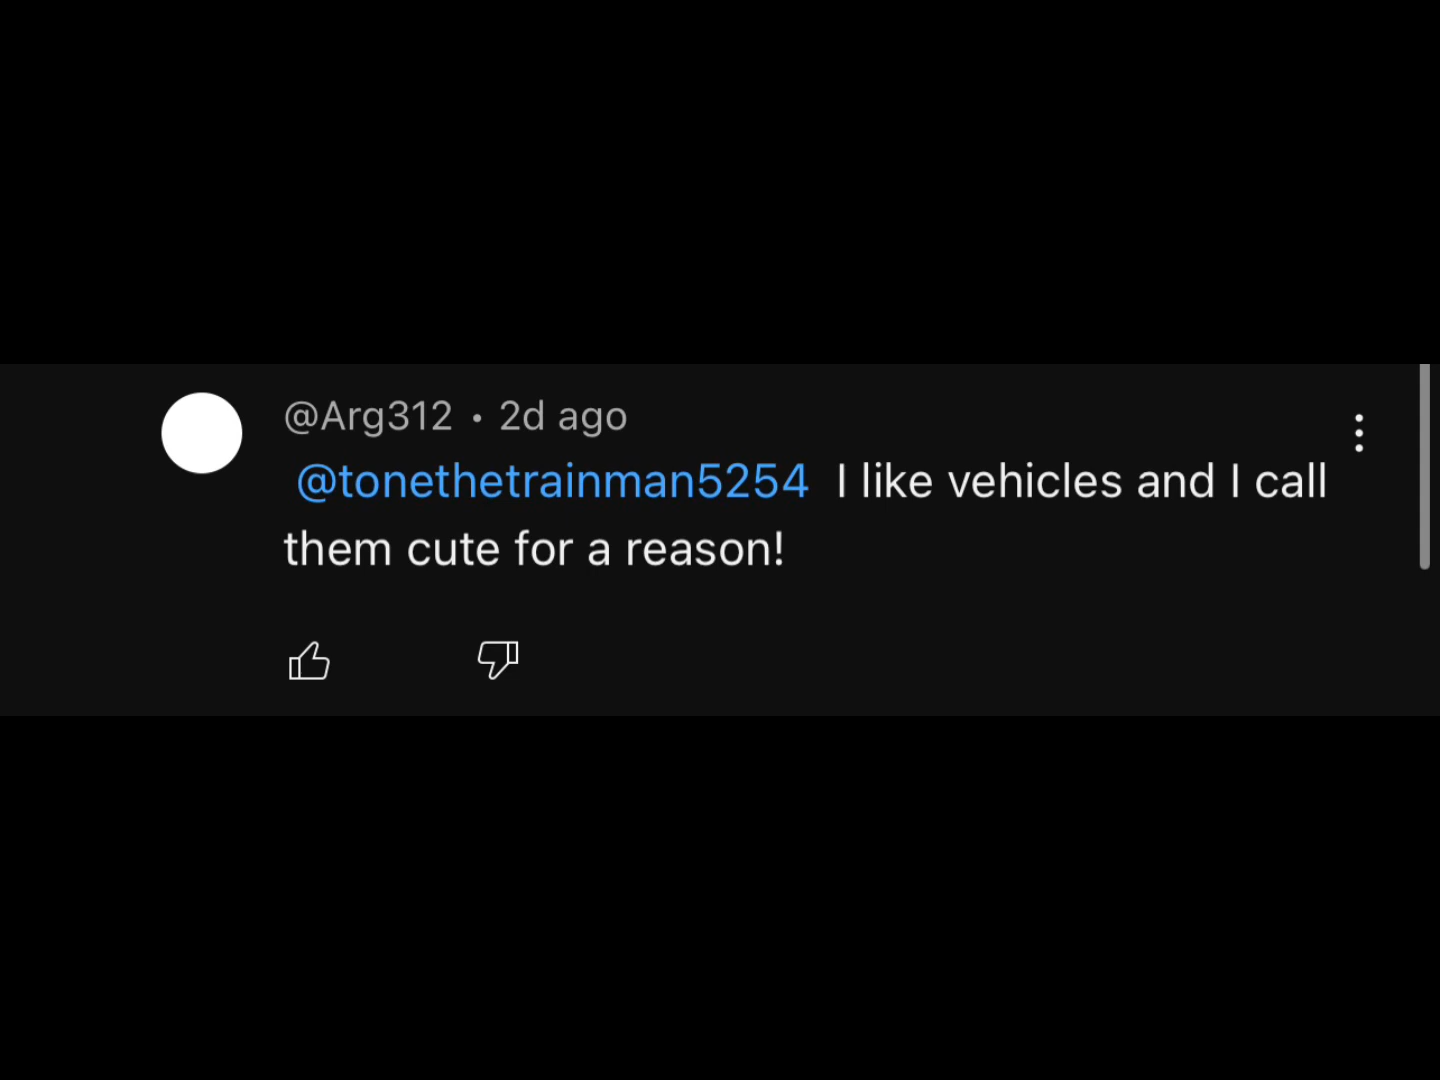 @Arg312 • 2d ago
@tonethetrainman5254 I like vehicles and I call
them cute for a reason!